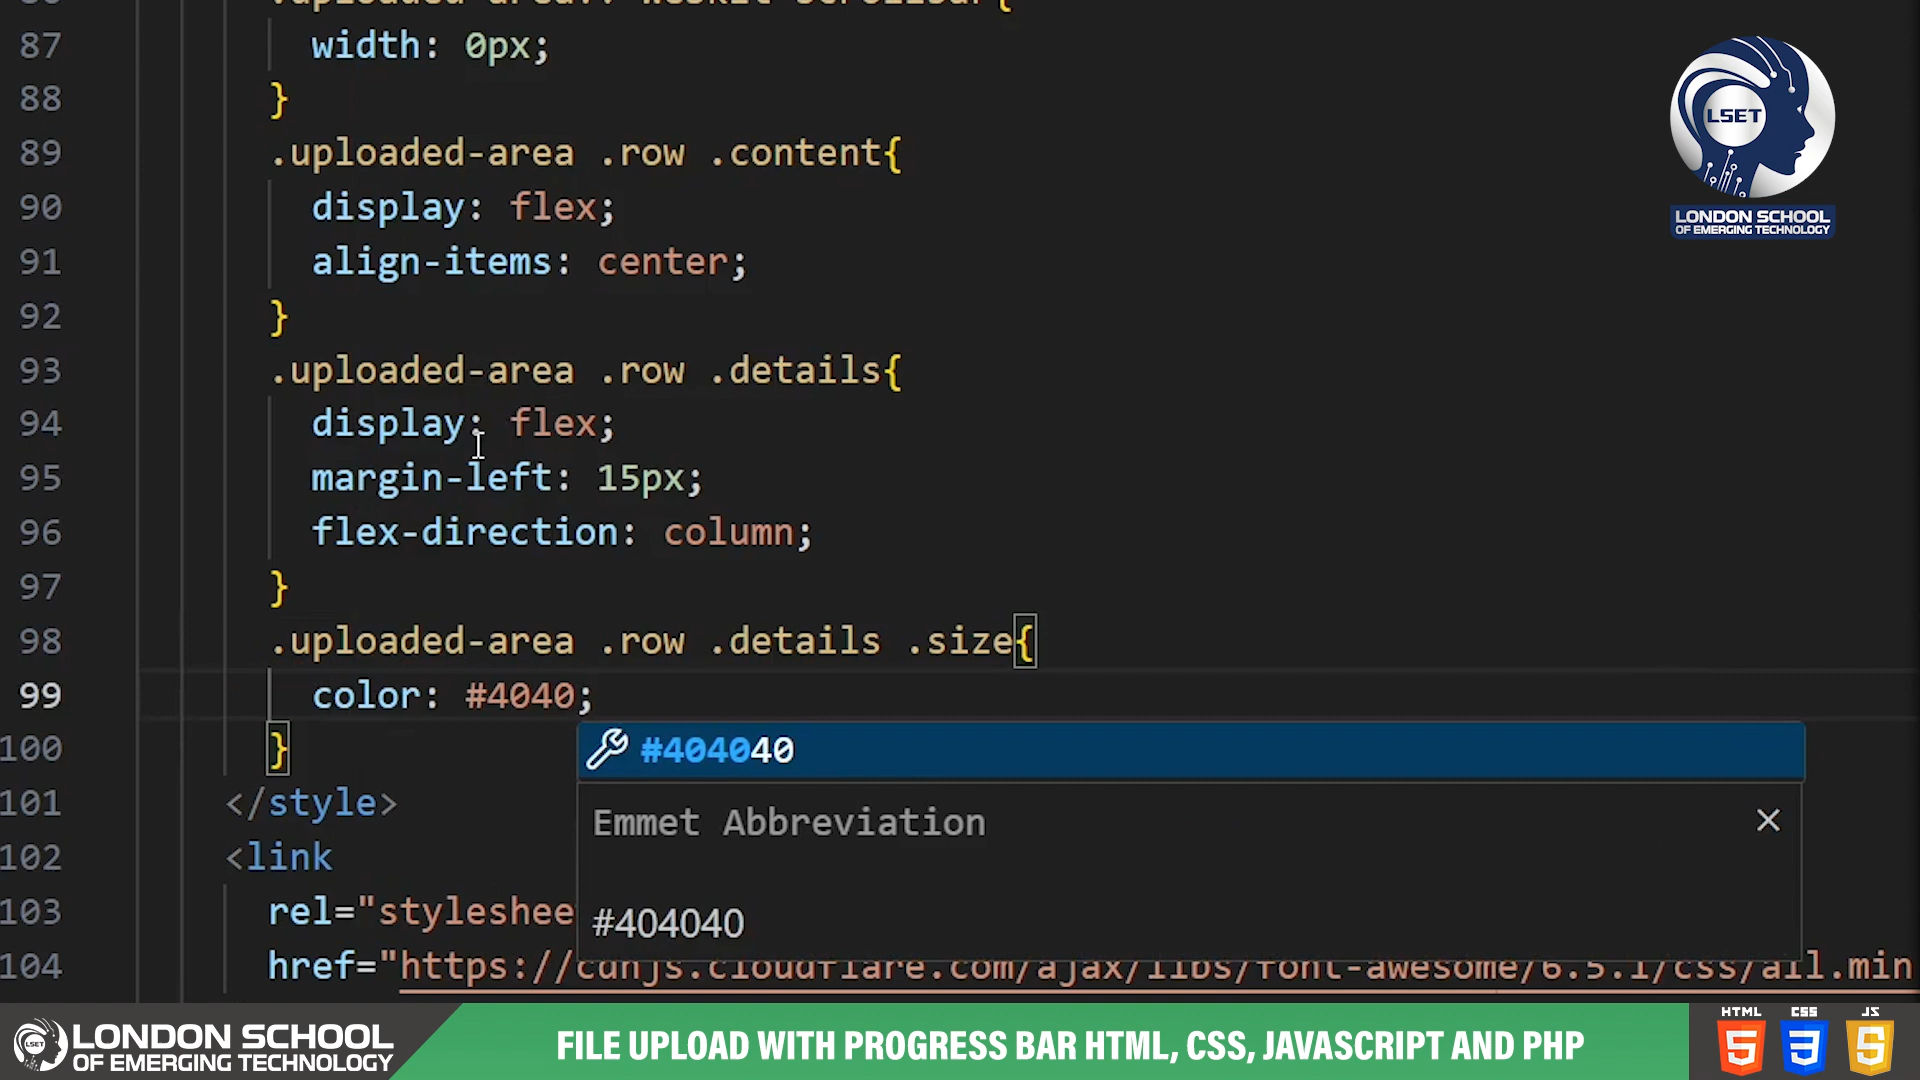 87 width: 0px;
88 }
89 .uploaded-area .row .content{
90 display: flex;
91 align-items: center;
92 }
93 .uploaded-area .row .details{
94 display: flex;
95 margin-left: 15px;
96 flex-direction: column;
97 }
98 .uploaded-area .row .details .size{
99 color: #4040;
100 }
#404040
101 </style>
Emmet Abbreviation
102 <link
103 rel="styleshee
#404040
104 href="https://cdnjs.cloudflare.com/ajax/libs/font-awesome/6.5.1/css/all.min
LSET
LONDON SCHOOL
OF EMERGING TECHNOLOGY
LSET
LONDON SCHOOL
OF EMERGING TECHNOLOGY
FILE UPLOAD WITH PROGRESS BAR HTML, CSS, JAVASCRIPT AND PHP
HTML
5
CSS
3
JS
5